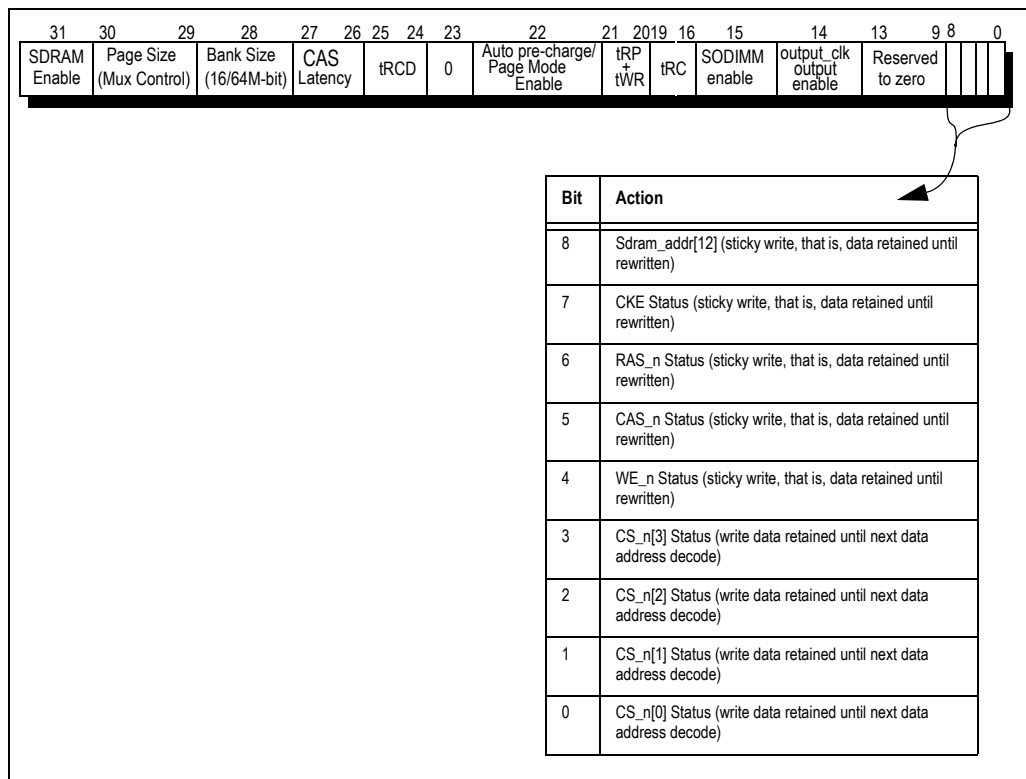 31 30 29 28 27 26 25 24 23 22 21 2019 16 15 14 13 9 8 0
SDRAM Page Size Bank Size CAS tRCD 0 Auto pre-charge/ tRP tRC SODIMM output_clk Reserved
Enable (Mux Control) (16/64M-bit) Latency Page Mode + enable output to zero
Enable tWR enable
Bit Action
8 Sdram_addr[12] (sticky write, that is, data retained until
rewritten)
7 CKE Status (sticky write, that is, data retained until
rewritten)
6 RAS_n Status (sticky write, that is, data retained until
rewritten)
5 CAS_n Status (sticky write, that is, data retained until
rewritten)
4 WE_n Status (sticky write, that is, data retained until
rewritten)
3 CS_n[3] Status (write data retained until next data
address decode)
2 CS_n[2] Status (write data retained until next data
address decode)
1 CS_n[1] Status (write data retained until next data
address decode)
0 CS_n[0] Status (write data retained until next data
address decode)